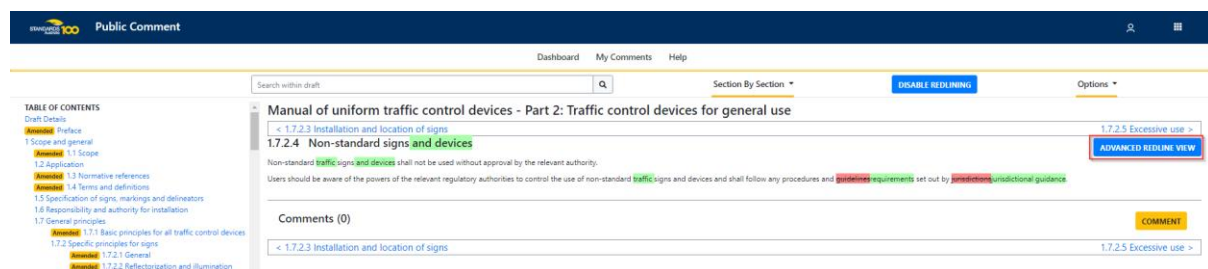 STANDARDS AUSTRALIA 100 Public Comment
Dashboard My Comments Help
Search within draft
Section By Section
DISABLE REDLINING
Options
TABLE OF CONTENTS
Draft Details
Amended Preface
1 Scope and general
Amended 1.1 Scope
1.2 Application
Amended 1.3 Normative references
Amended 1.4 Terms and definitions
1.5 Specification of signs, markings and delineators
1.6 Responsibility and authority for installation
1.7 General principles
Amended 1.7.1 Basic principles for all traffic control devices
1.7.2 Specific principles for signs
Amended 1.7.2.1 General
Amended 1.7.2.2 Reflectorization and illumination
Manual of uniform traffic control devices - Part 2: Traffic control devices for general use
< 1.7.2.3 Installation and location of signs 1.7.2.5 Excessive use >
1.7.2.4 Non-standard signs and devices
ADVANCED REDLINE VIEW
Non-standard traffic signs and devices shall not be used without approval by the relevant authority.
Users should be aware of the powers of the relevant regulatory authorities to control the use of non-standard traffic signs and devices and shall follow any procedures and guidelinesrequirements set out by jurisdictionsjurisdictional guidance.
Comments (0)
COMMENT
< 1.7.2.3 Installation and location of signs 1.7.2.5 Excessive use >